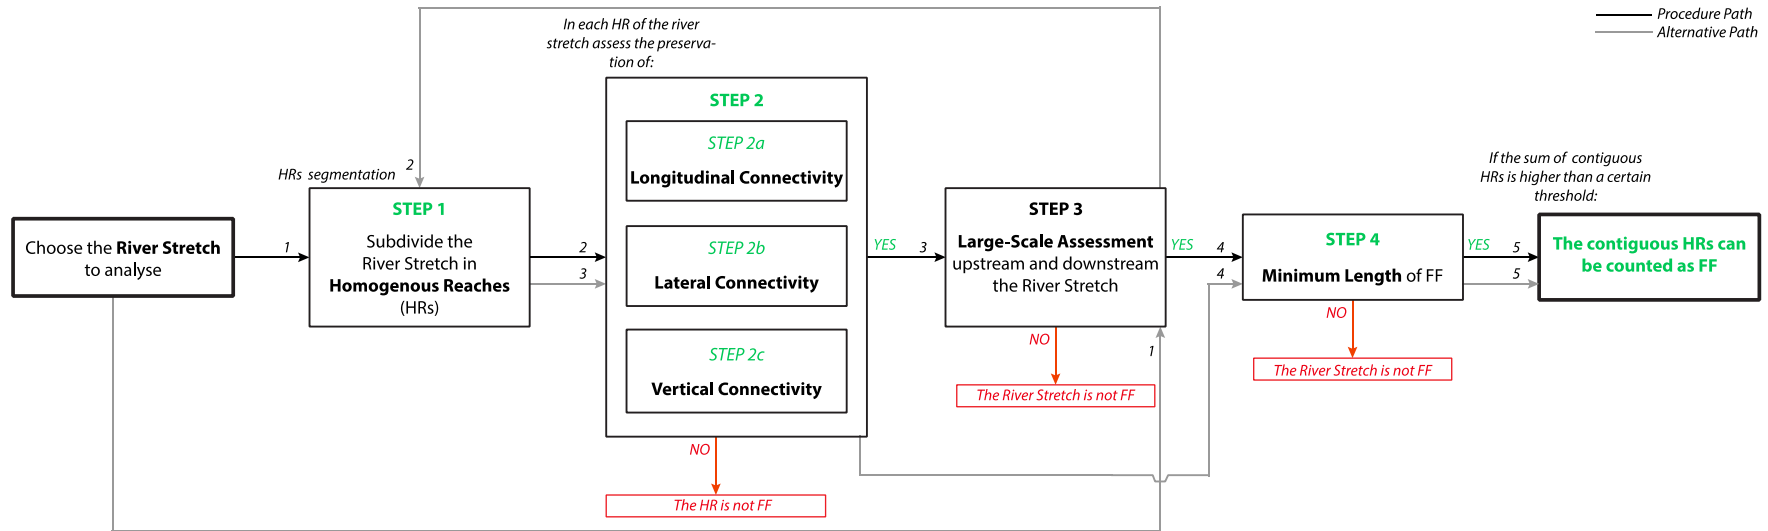 In each HR of the river
stretch assess the preserva-
tion of:
Procedure Path
Alternative Path
HRs segmentation
2
Choose the River Stretch
to analyse
1
STEP 1
Subdivide the
River Stretch in
Homogenous Reaches
(HRs)
2
3
STEP 2
STEP 2a
Longitudinal Connectivity
STEP 2b
Lateral Connectivity
STEP 2c
Vertical Connectivity
NO
The HR is not FF
YES
3
STEP 3
Large-Scale Assessment
upstream and downstream
the River Stretch
NO
1
The River Stretch is not FF
YES
4
4
STEP 4
Minimum Length of FF
NO
The River Stretch is not FF
YES
5
5
If the sum of contiguous
HRs is higher than a certain
threshold:
The contiguous HRs can
be counted as FF